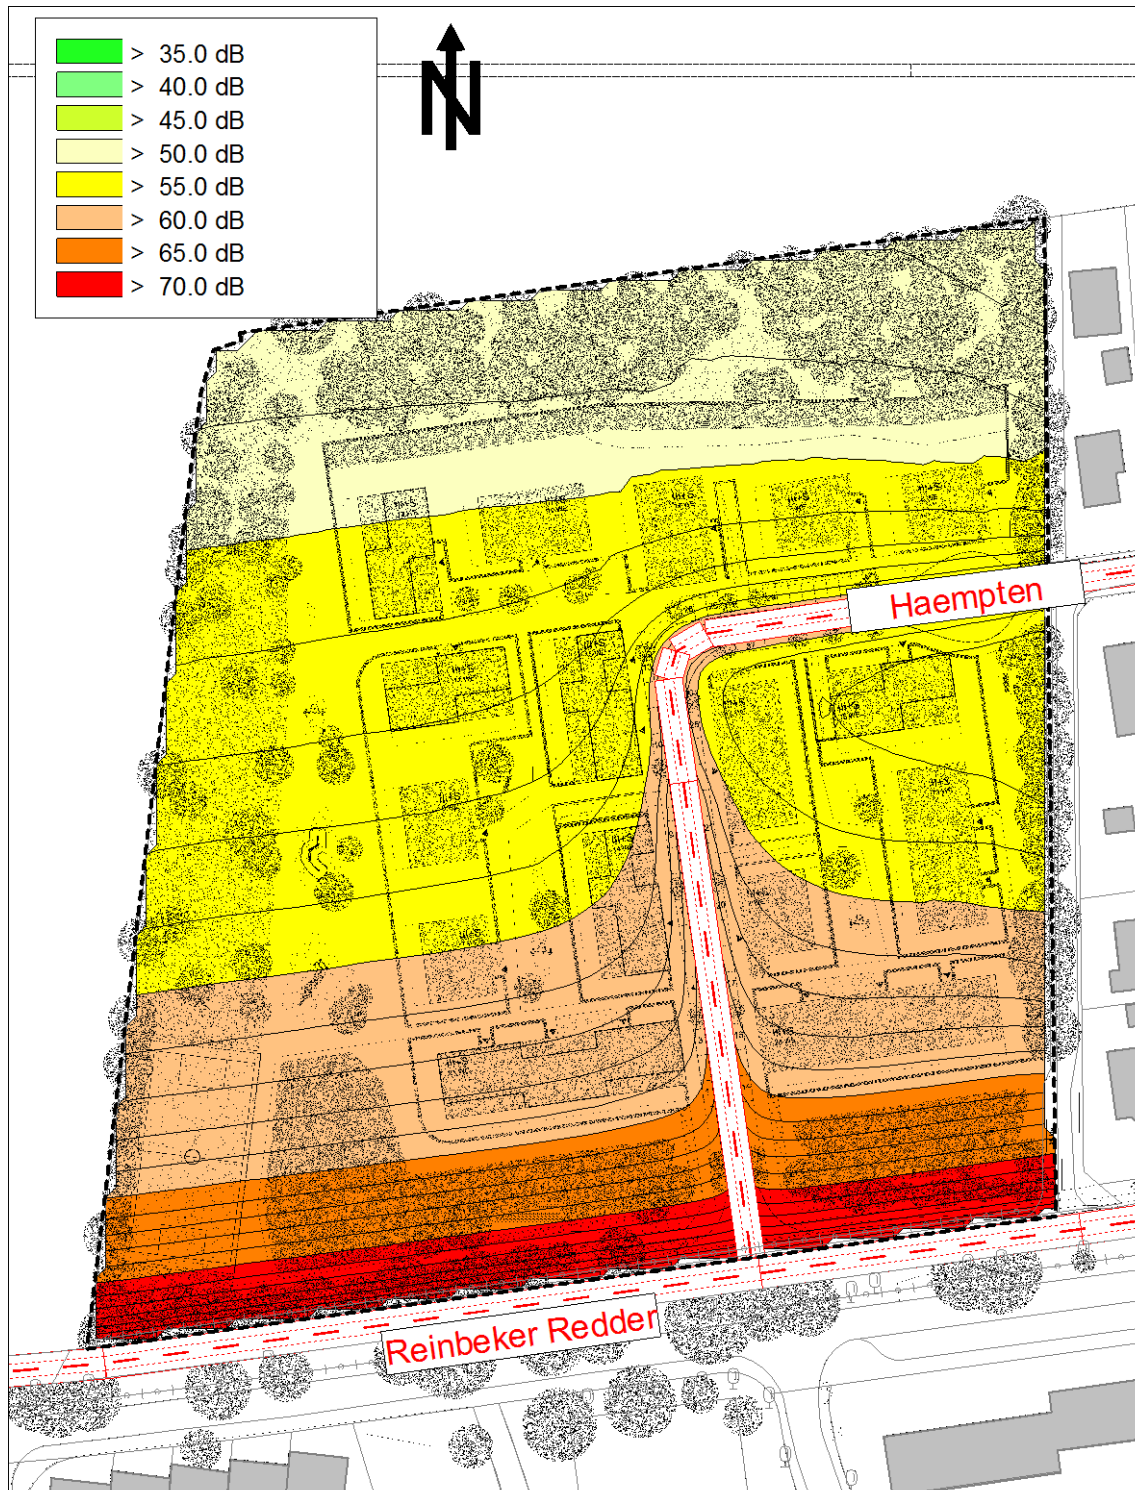 > 35.0 dB
> 40.0 dB
> 45.0 dB
> 50.0 dB
> 55.0 dB
> 60.0 dB
> 65.0 dB
> 70.0 dB
N
Haempten
Reinbeker Redder